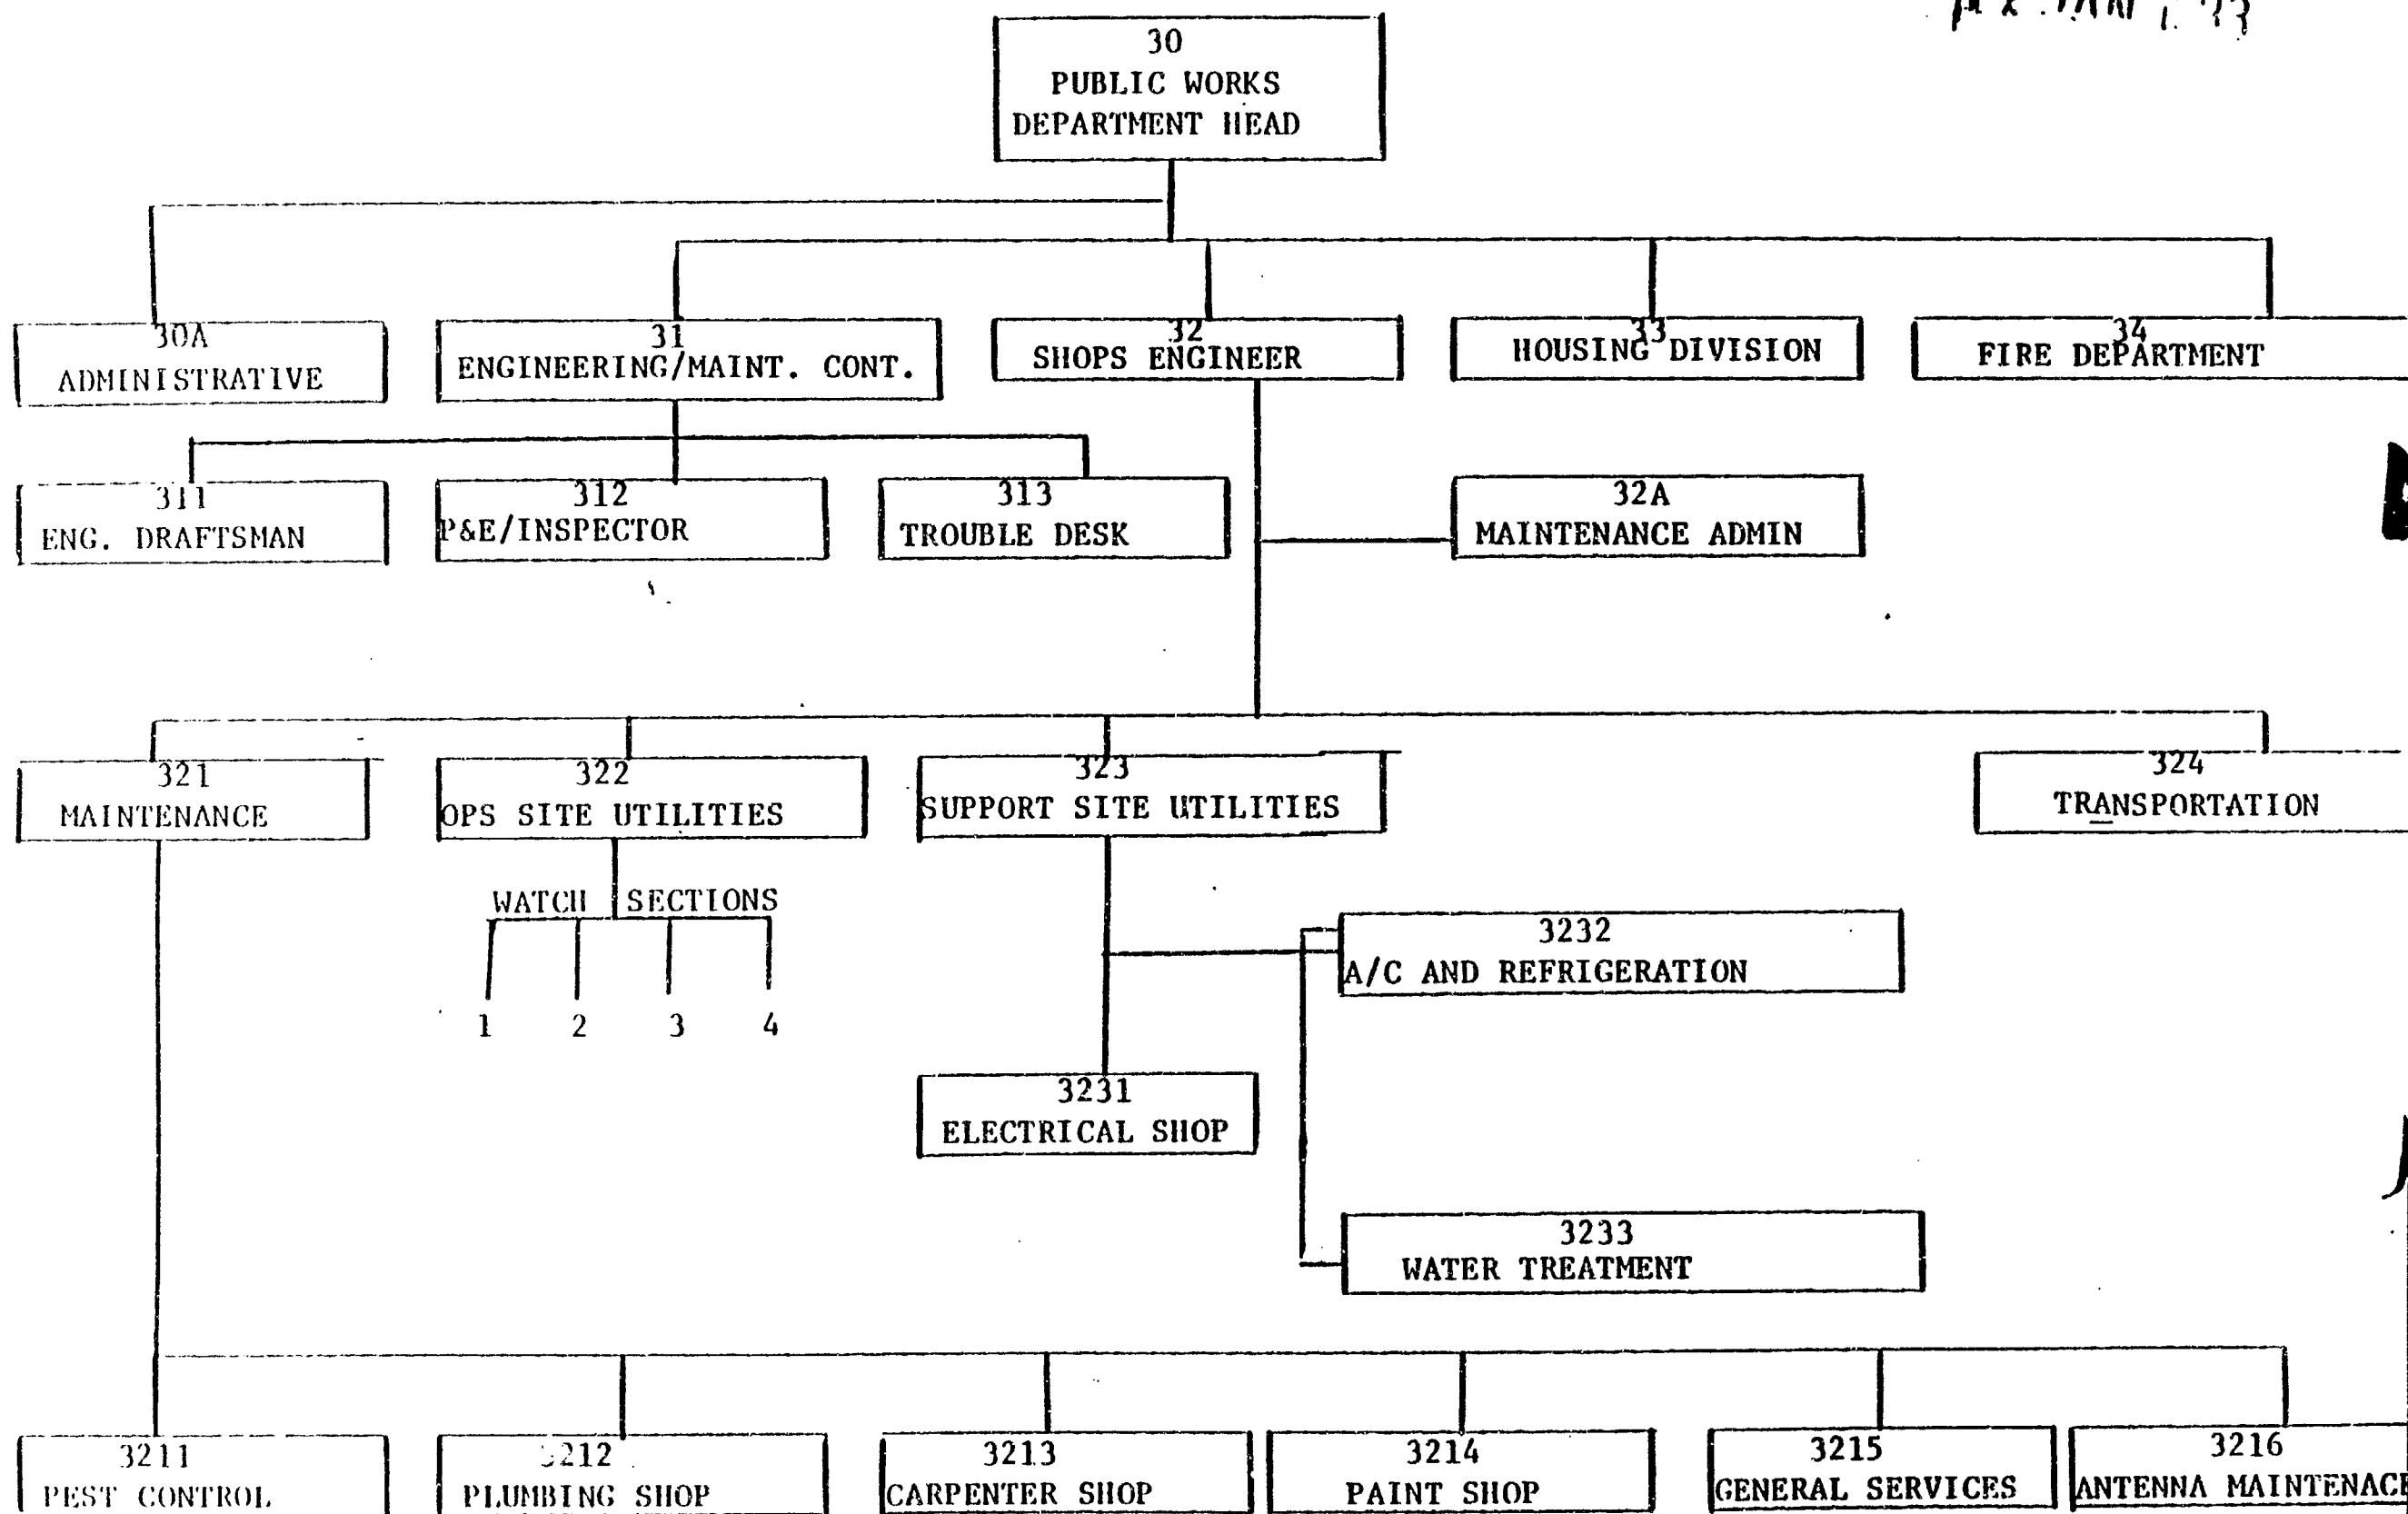 30
PUBLIC WORKS
DEPARTMENT HEAD
30A
ADMINISTRATIVE
31
ENGINEERING/MAINT. CONT.
32
SHOPS ENGINEER
33
HOUSING DIVISION
34
FIRE DEPARTMENT
311
ENG. DRAFTSMAN
312
P&E/INSPECTOR
313
TROUBLE DESK
32A
MAINTENANCE ADMIN
321
MAINTENANCE
322
OPS SITE UTILITIES
323
SUPPORT SITE UTILITIES
324
TRANSPORTATION
WATCH SECTIONS
1 2 3 4
3232
A/C AND REFRIGERATION
3231
ELECTRICAL SHOP
3233
WATER TREATMENT
3211
PEST CONTROL
3212
PLUMBING SHOP
3213
CARPENTER SHOP
3214
PAINT SHOP
3215
GENERAL SERVICES
3216
ANTENNA MAINTENACE